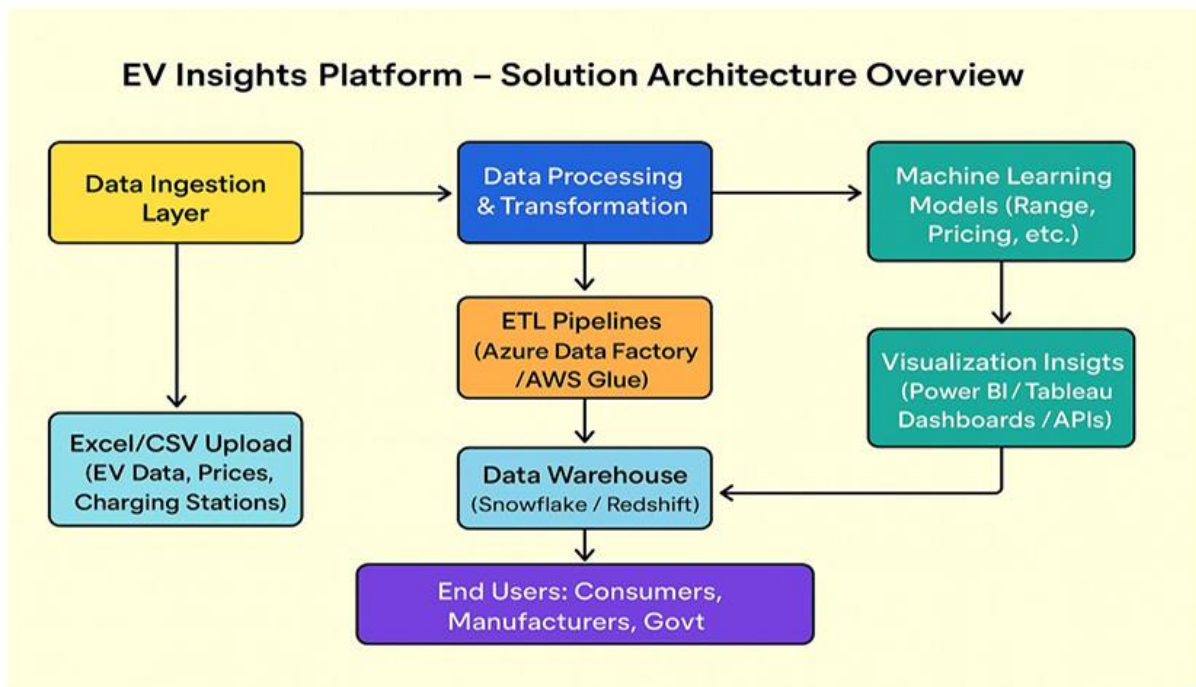 EV Insights Platform – Solution Architecture Overview
Data Ingestion
Layer
Data Processing
& Transformation
Machine Learning
Models (Range,
Pricing, etc.)
ETL Pipelines
(Azure Data Factory
/AWS Glue)
Visualization Insigts
(Power BI / Tableau
Dashboards / APIs)
Excel/CSV Upload
(EV Data, Prices,
Charging Stations)
Data Warehouse
(Snowflake / Redshift)
End Users: Consumers,
Manufacturers, Govt